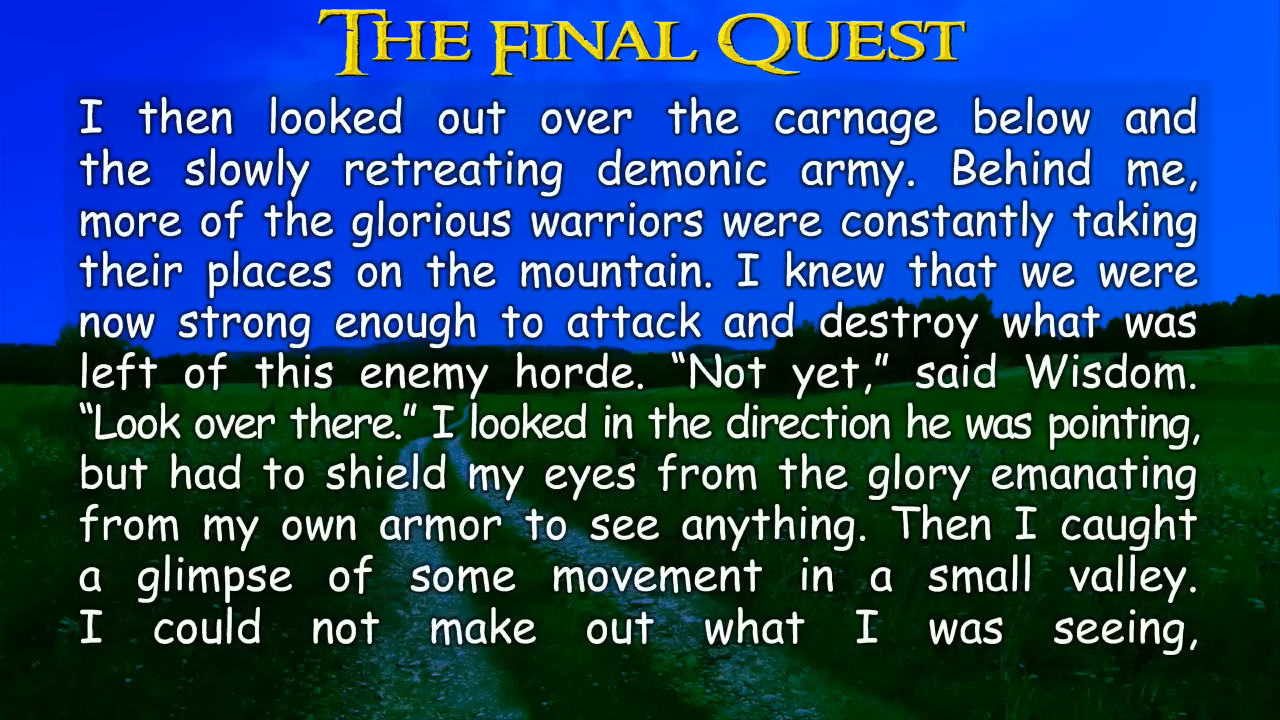 The Final Quest
I then looked out over the carnage below and
the slowly retreating demonic army. Behind me,
more of the glorious warriors were constantly taking
their places on the mountain. I knew that we were
now strong enough to attack and destroy what was
left of this enemy horde. “Not yet,” said Wisdom.
“Look over there.” I looked in the direction he was pointing,
but had to shield my eyes from the glory emanating
from my own armor to see anything. Then I caught
a glimpse of some movement in a small valley.
I could not make out what I was seeing,